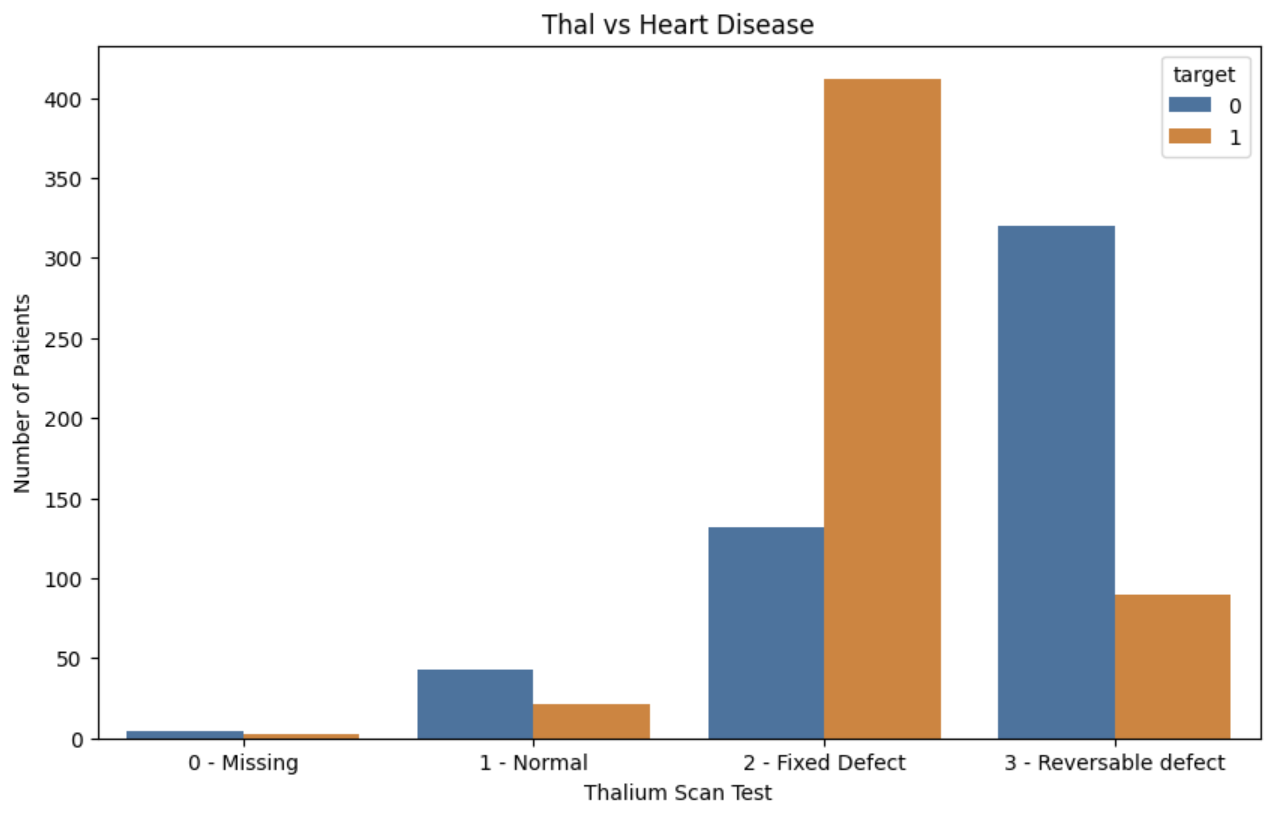 Thal vs Heart Disease
target
0
1
400
350
300
250
200
150
100
50
0
Number of Patients
0 - Missing
1 - Normal
2 - Fixed Defect
3 - Reversable defect
Thalium Scan Test